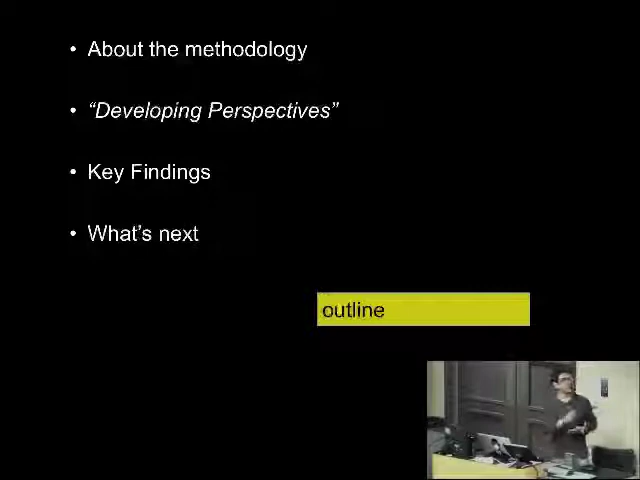 • About the methodology
• “Developing Perspectives”
• Key Findings
• What's next
outline